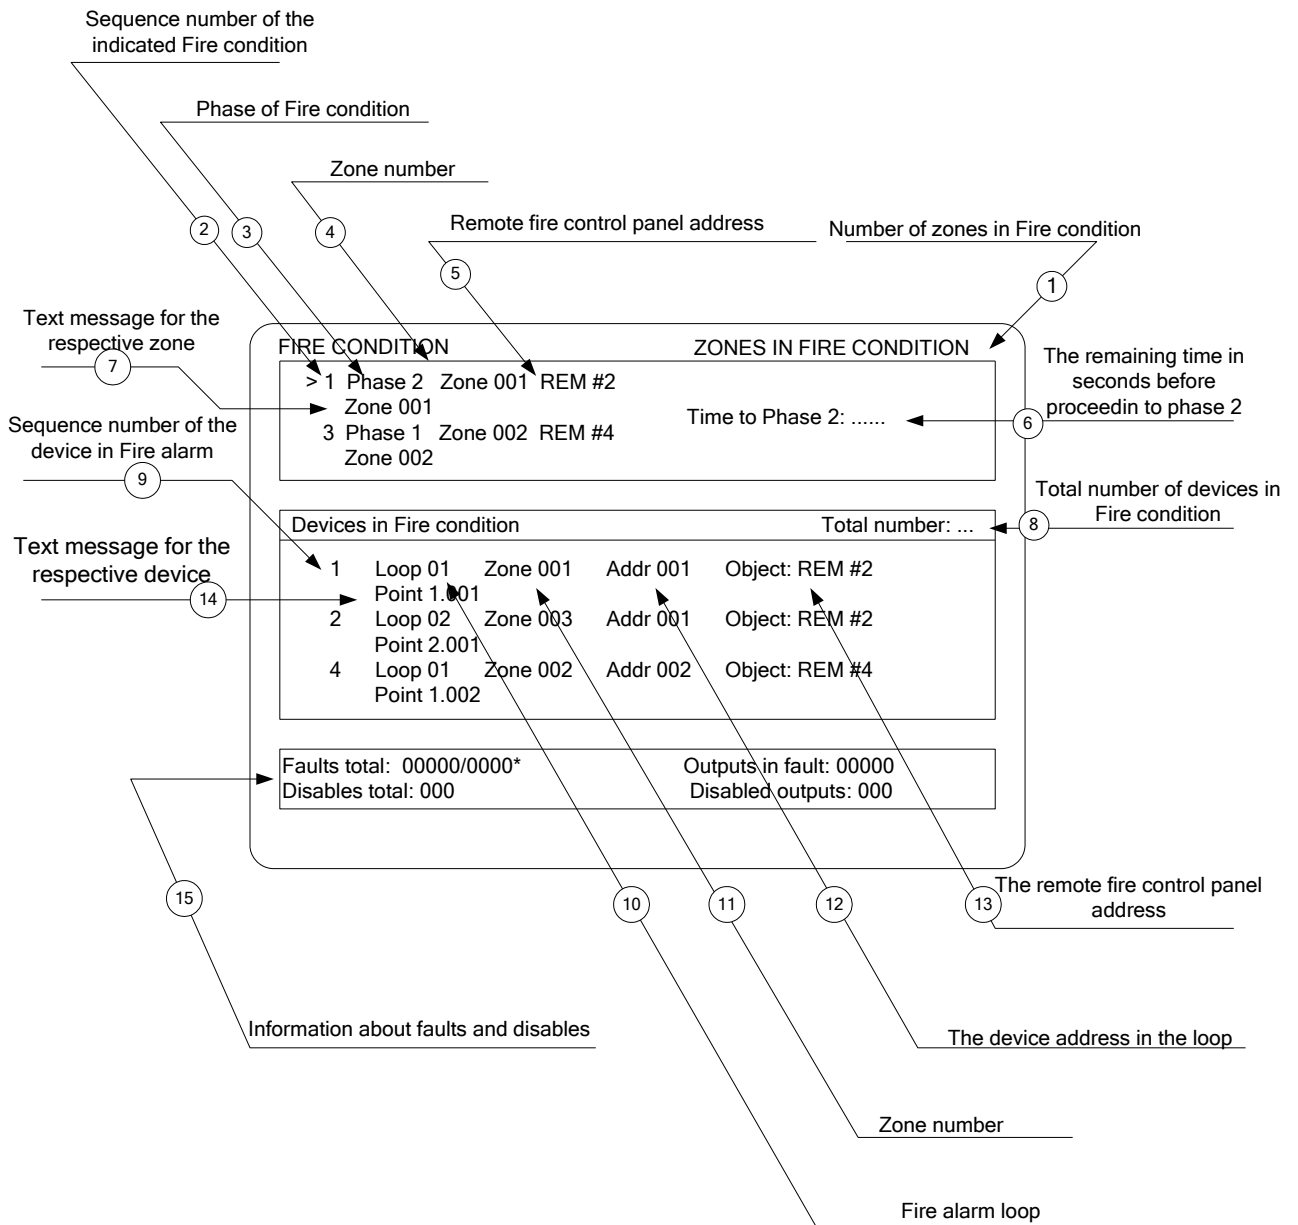 Sequence number of the
indicated Fire condition
Phase of Fire condition
Zone number
Remote fire control panel address
Number of zones in Fire condition
2
3
4
5
1
Text message for the
respective zone
7
FIRE CONDITION
ZONES IN FIRE CONDITION
> 1 Phase 2 Zone 001 REM #2
Zone 001
Time to Phase 2: ......
3 Phase 1 Zone 002 REM #4
Zone 002
The remaining time in
seconds before
proceedin to phase 2
6
Sequence number of the
device in Fire alarm
9
Total number of devices in
Fire condition
8
Devices in Fire condition
Total number: ...
Text message for the
respective device
14
1 Loop 01 Zone 001 Addr 001 Object: REM #2
Point 1.001
2 Loop 02 Zone 003 Addr 001 Object: REM #2
Point 2.001
4 Loop 01 Zone 002 Addr 002 Object: REM #4
Point 1.002
Faults total: 00000/0000*
Outputs in fault: 00000
Disables total: 000
Disabled outputs: 000
15
10
11
12
13
The remote fire control panel
address
Information about faults and disables
The device address in the loop
Zone number
Fire alarm loop